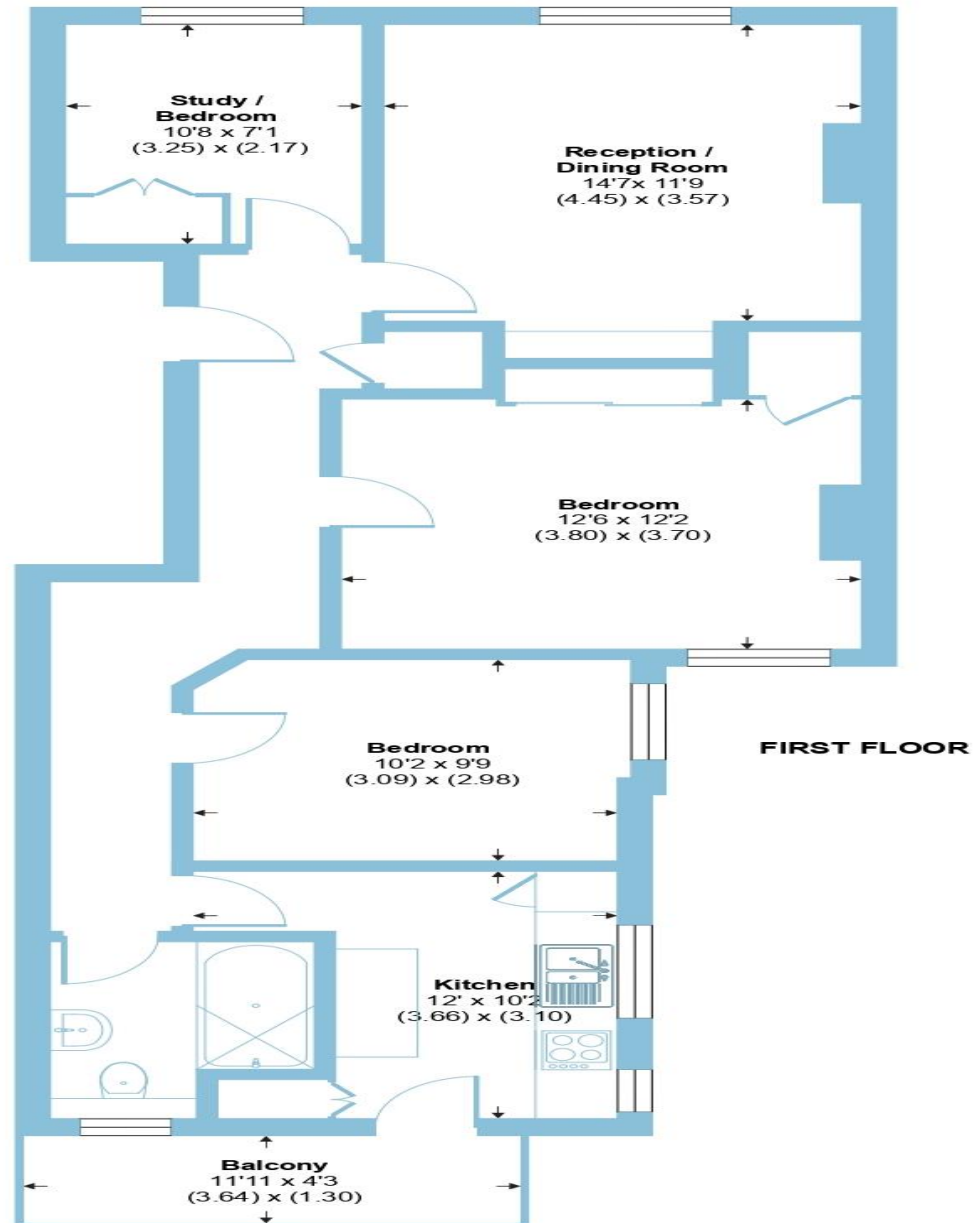 Study /
Bedroom
10'8 x 7'1
(3.25) x (2.17)
Reception /
Dining Room
14'7x 11'9
(4.45) x (3.57)
Bedroom
12'6 x 12'2
(3.80) x (3.70)
Bedroom
10'2 x 9'9
(3.09) x (2.98)
FIRST FLOOR
Kitchen
12' x 10'2
(3.66) x (3.10)
Balcony
11'11 x 4'3
(3.64) x (1.30)